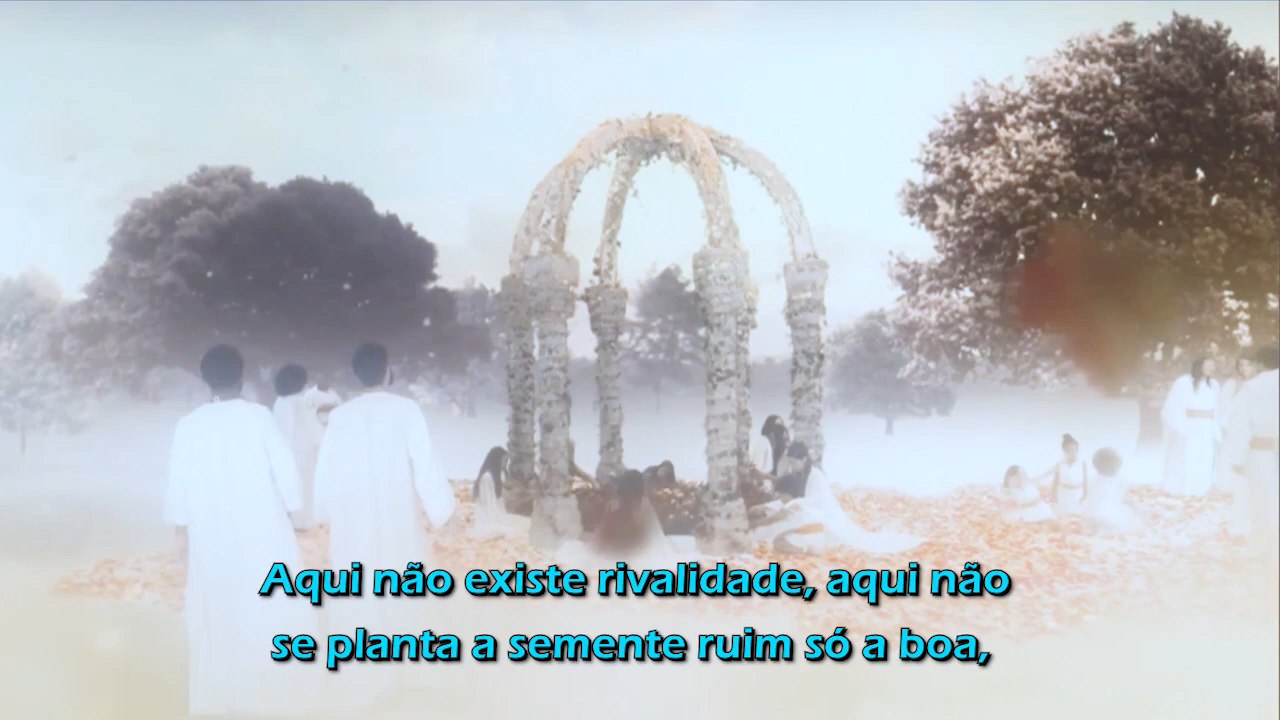 Aqui não existe rivalidade, aqui não
se planta a semente ruim só a boa,